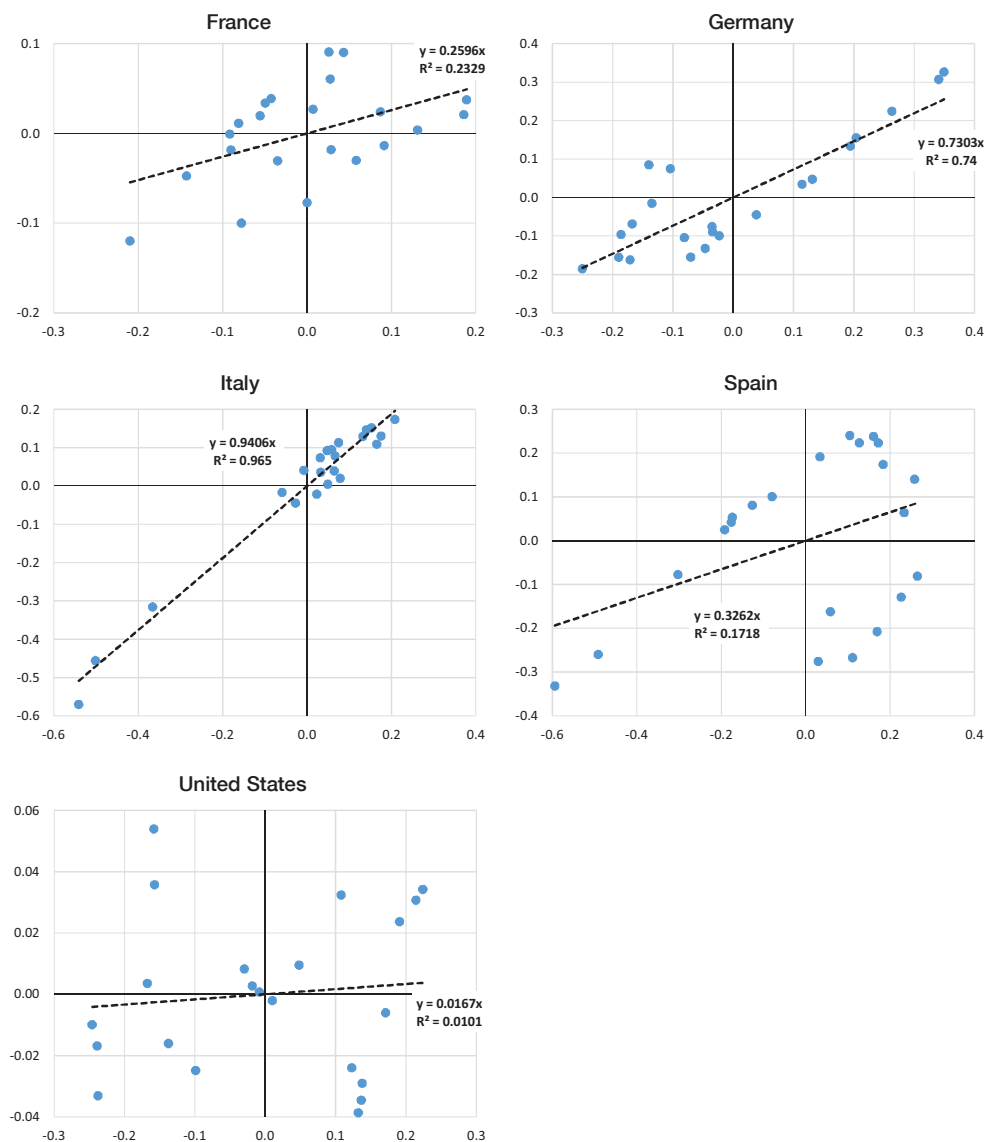 France
0.1
0.0
-0.1
-0.2
-0.3 -0.2 -0.1 0.0 0.1 0.2
y = 0.2596x
R² = 0.2329
Germany
0.4
0.3
0.2
0.1
0.0
-0.1
-0.2
-0.3
-0.3 -0.2 -0.1 0.0 0.1 0.2 0.3 0.4
y = 0.7303x
R² = 0.74
Italy
0.2
0.1
0.0
-0.1
-0.2
-0.3
-0.4
-0.5
-0.6
-0.6 -0.4 -0.2 0.0 0.2 0.4
y = 0.9406x
R² = 0.965
Spain
0.3
0.2
0.1
0.0
-0.1
-0.2
-0.3
-0.4
-0.6 -0.4 -0.2 0.0 0.2 0.4
y = 0.3262x
R² = 0.1718
United States
0.06
0.04
0.02
0.00
-0.02
-0.04
-0.3 -0.2 -0.1 0.0 0.1 0.2 0.3
y = 0.0167x
R² = 0.0101